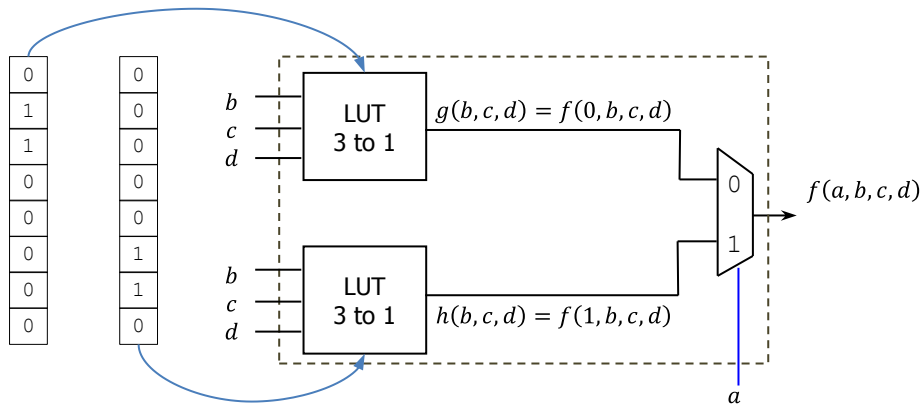 0 0
1 0
1 0
0 0
0 0
0 1
0 1
0 0
b
c
d
LUT
3 to 1
g(b, c, d) = f(0, b, c, d)
0
1
f(a, b, c, d)
b
c
d
LUT
3 to 1
h(b, c, d) = f(1, b, c, d)
a